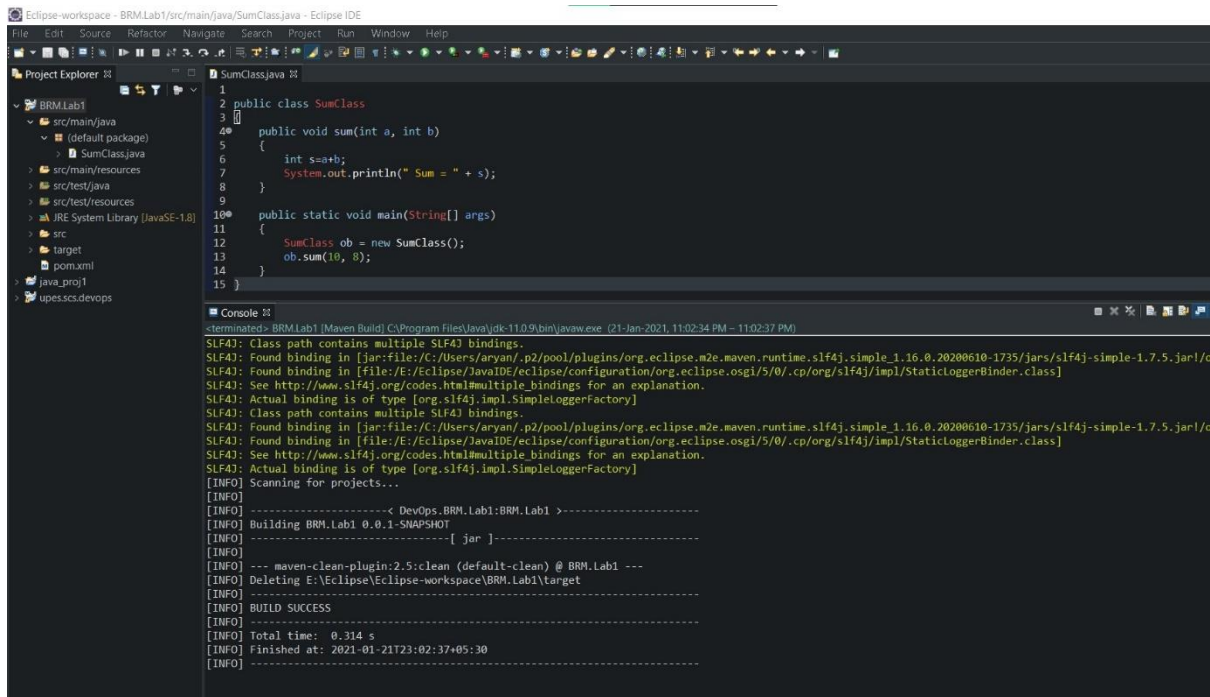 Eclipse-workspace - BRM.Lab1/src/main/java/SumClass.java - Eclipse IDE
File Edit Source Refactor Navigate Search Project Run Window Help
Project Explorer
BRM.Lab1
src/main/java
(default package)
SumClass.java
src/main/resources
src/test/java
src/test/resources
JRE System Library [JavaSE-1.8]
src
target
pom.xml
java_proj1
upes.scs.devops
SumClass.java
1
2 public class SumClass
3 {
4 public void sum(int a, int b)
5 {
6 int s=a+b;
7 System.out.println(" Sum = " + s);
8 }
9
10 public static void main(String[] args)
11 {
12 SumClass ob = new SumClass();
13 ob.sum(10, 8);
14 }
15 }
Console
<terminated> BRM.Lab1 [Maven Build] C:\Program Files\Java\jdk-11.0.9\bin\javaw.exe (21-Jan-2021, 11:02:34 PM – 11:02:37 PM)
SLF4J: Class path contains multiple SLF4J bindings.
SLF4J: Found binding in [jar:file:/C:/Users/aryan/.p2/pool/plugins/org.eclipse.m2e.maven.runtime.slf4j.simple_1.16.0.20200610-1735/jars/slf4j-simple-1.7.5.jar!/o
SLF4J: Found binding in [file:/E:/Eclipse/JavaIDE/eclipse/configuration/org.eclipse.osgi/5/0/.cp/org/slf4j/impl/StaticLoggerBinder.class]
SLF4J: See http://www.slf4j.org/codes.html#multiple_bindings for an explanation.
SLF4J: Actual binding is of type [org.slf4j.impl.SimpleLoggerFactory]
SLF4J: Class path contains multiple SLF4J bindings.
SLF4J: Found binding in [jar:file:/C:/Users/aryan/.p2/pool/plugins/org.eclipse.m2e.maven.runtime.slf4j.simple_1.16.0.20200610-1735/jars/slf4j-simple-1.7.5.jar!/o
SLF4J: Found binding in [file:/E:/Eclipse/JavaIDE/eclipse/configuration/org.eclipse.osgi/5/0/.cp/org/slf4j/impl/StaticLoggerBinder.class]
SLF4J: See http://www.slf4j.org/codes.html#multiple_bindings for an explanation.
SLF4J: Actual binding is of type [org.slf4j.impl.SimpleLoggerFactory]
[INFO] Scanning for projects...
[INFO]
[INFO] ----------------------< DevOps.BRM.Lab1:BRM.Lab1 >----------------------
[INFO] Building BRM.Lab1 0.0.1-SNAPSHOT
[INFO] --------------------------------[ jar ]---------------------------------
[INFO]
[INFO] --- maven-clean-plugin:2.5:clean (default-clean) @ BRM.Lab1 ---
[INFO] Deleting E:\Eclipse\Eclipse-workspace\BRM.Lab1\target
[INFO] ------------------------------------------------------------------------
[INFO] BUILD SUCCESS
[INFO] ------------------------------------------------------------------------
[INFO] Total time: 0.314 s
[INFO] Finished at: 2021-01-21T23:02:37+05:30
[INFO] ------------------------------------------------------------------------